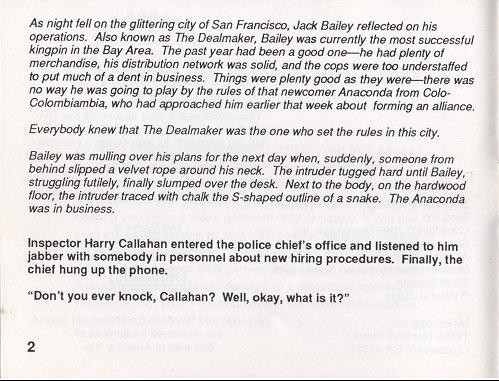 As night fell on the glittering city of San Francisco, Jack Bailey reflected on his
operations. Also known as The Dealmaker, Bailey was currently the most successful
kingpin in the Bay Area. The past year had been a good one—he had plenty of
merchandise, his distribution network was solid, and the cops were too understaffed
to put much of a dent in business. Things were plenty good as they were—there was
no way he was going to play by the rules of that newcomer Anaconda from Colo-
Colombiambia, who had approached him earlier that week about forming an alliance.
Everybody knew that The Dealmaker was the one who set the rules in this city.
Bailey was mulling over his plans for the next day when, suddenly, someone from
behind slipped a velvet rope around his neck. The intruder tugged hard until Bailey,
struggling futilely, finally slumped over the desk. Next to the body, on the hardwood
floor, the intruder traced with chalk the S-shaped outline of a snake. The Anaconda
was in business.
Inspector Harry Callahan entered the police chief's office and listened to him
jabber with somebody in personnel about new hiring procedures. Finally, the
chief hung up the phone.
“Don't you ever knock, Callahan? Well, okay, what is it?”
2